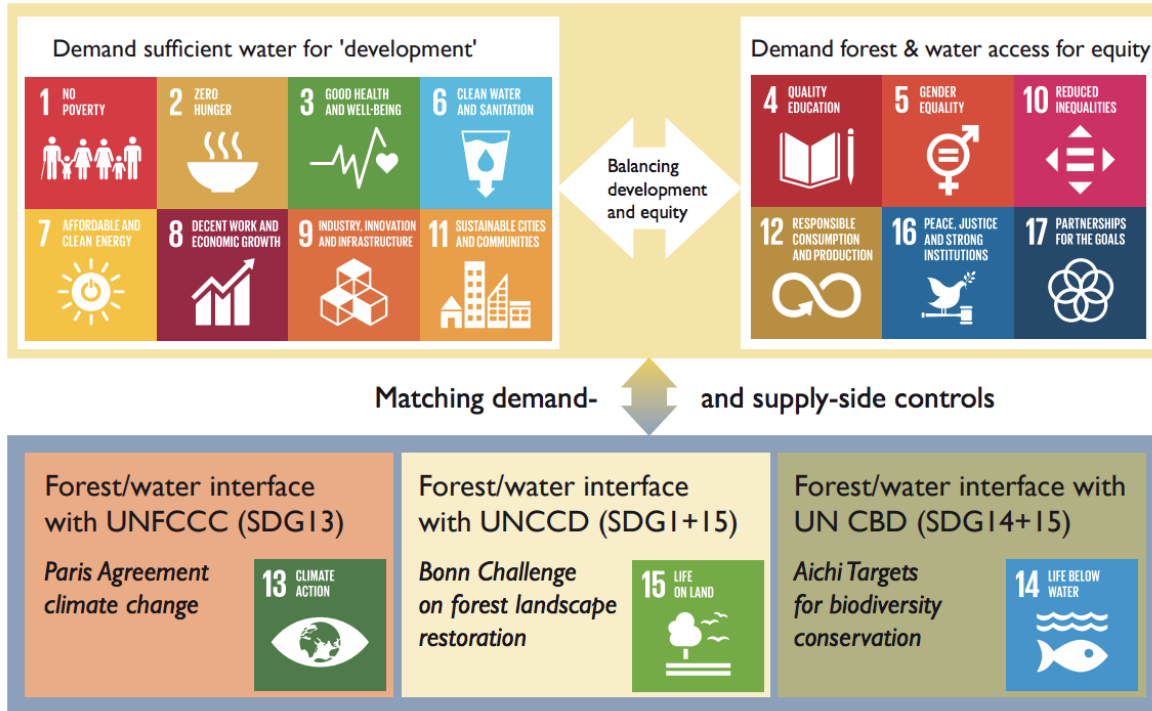 Demand sufficient water for 'development'
1 NO
POVERTY
2 ZERO
HUNGER
3 GOOD HEALTH
AND WELL-BEING
6 CLEAN WATER
AND SANITATION
7 AFFORDABLE AND
CLEAN ENERGY
8 DECENT WORK AND
ECONOMIC GROWTH
9 INDUSTRY, INNOVATION
AND INFRASTRUCTURE
11 SUSTAINABLE CITIES
AND COMMUNITIES
Balancing
development
and equity
Demand forest & water access for equity
4 QUALITY
EDUCATION
5 GENDER
EQUALITY
10 REDUCED
INEQUALITIES
12 RESPONSIBLE
CONSUMPTION
AND PRODUCTION
16 PEACE, JUSTICE
AND STRONG
INSTITUTIONS
17 PARTNERSHIPS
FOR THE GOALS
Matching demand- and supply-side controls
Forest/water interface
with UNFCCC (SDG13)
Paris Agreement
climate change
13 CLIMATE
ACTION
Forest/water interface
with UNCCD (SDG1+15)
Bonn Challenge
on forest landscape
restoration
15 LIFE
ON LAND
Forest/water interface with
UN CBD (SDG14+15)
Aichi Targets
for biodiversity
conservation
14 LIFE BELOW
WATER